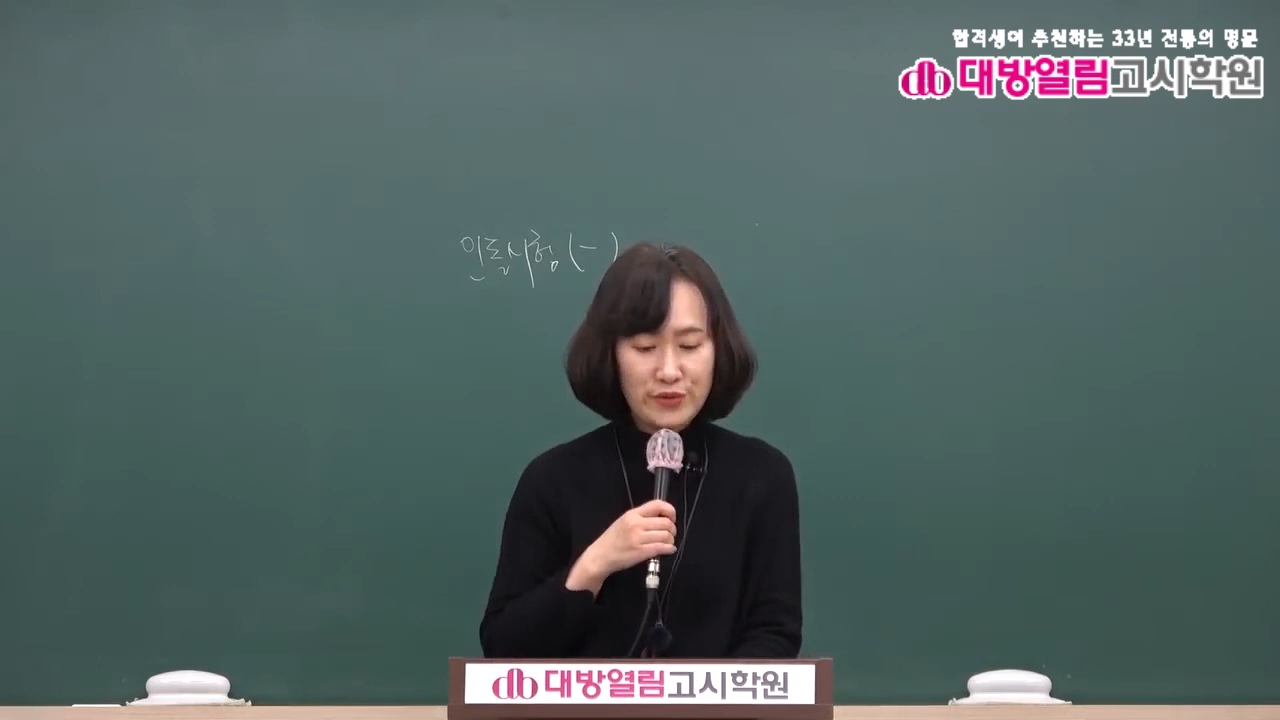 합격생이 추천하는 33년 전통의 명문
대방열림고시학원
인돌시험 (-)
대방열림고시학원